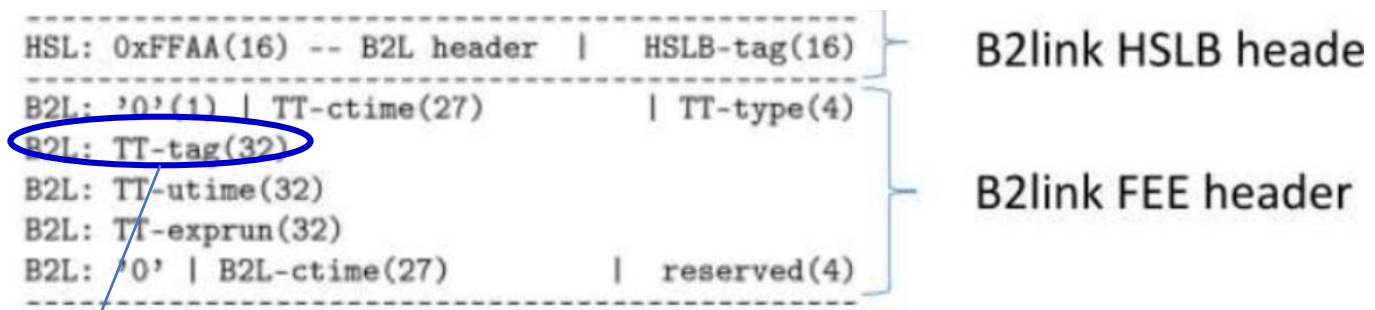 HSL: 0xFFAA(16) -- B2L header | HSLB-tag(16)
B2link HSLB heade
B2L: '0'(1) | TT-ctime(27) | TT-type(4)
B2L: TT-tag(32)
B2L: TT-utime(32)
B2L: TT-exprun(32)
B2L: '0' | B2L-ctime(27) | reserved(4)
B2link FEE header